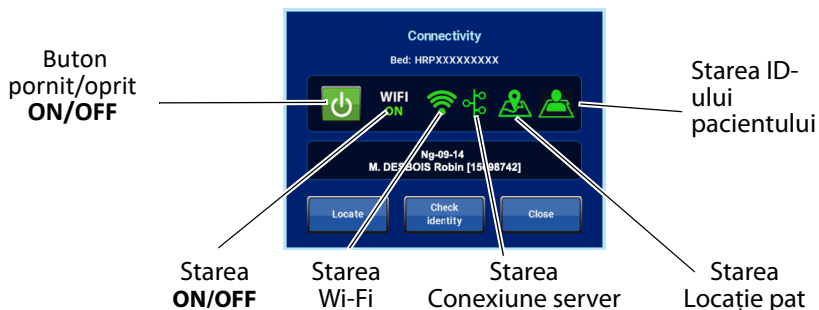 Connectivity
Bed: HRPXXXXXXXXX
WIFI
ON
Ng-09-14
M. DESBOIS Robin [15098742]
Locate
Check
identity
Close
Buton
pornit/oprit
ON/OFF
Starea ID-
ului
pacientului
Starea
ON/OFF
Starea
Wi-Fi
Starea
Conexiune server
Starea
Locație pat